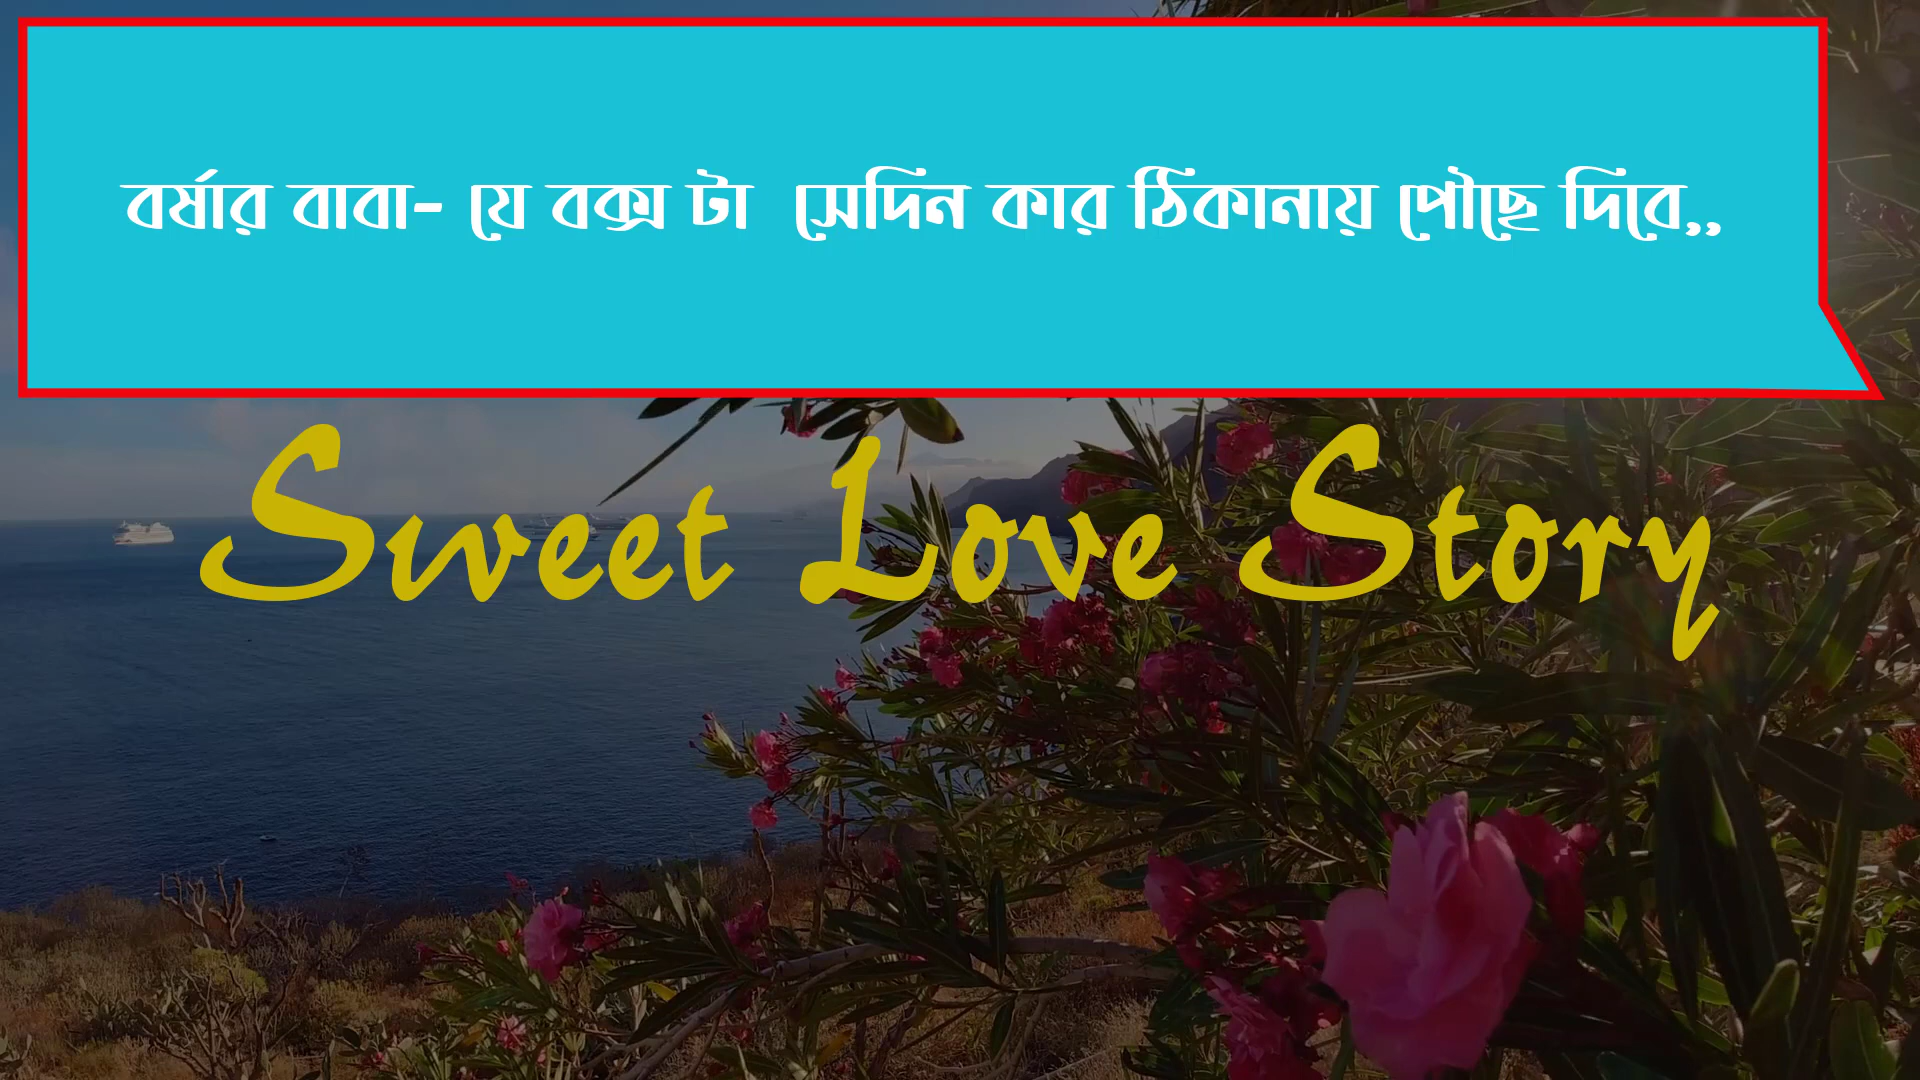 বর্ষার বাবা- যে বক্স টা  সেদিন কার ঠিকানায় পৌছে দিবে,,
Sweet Love Story